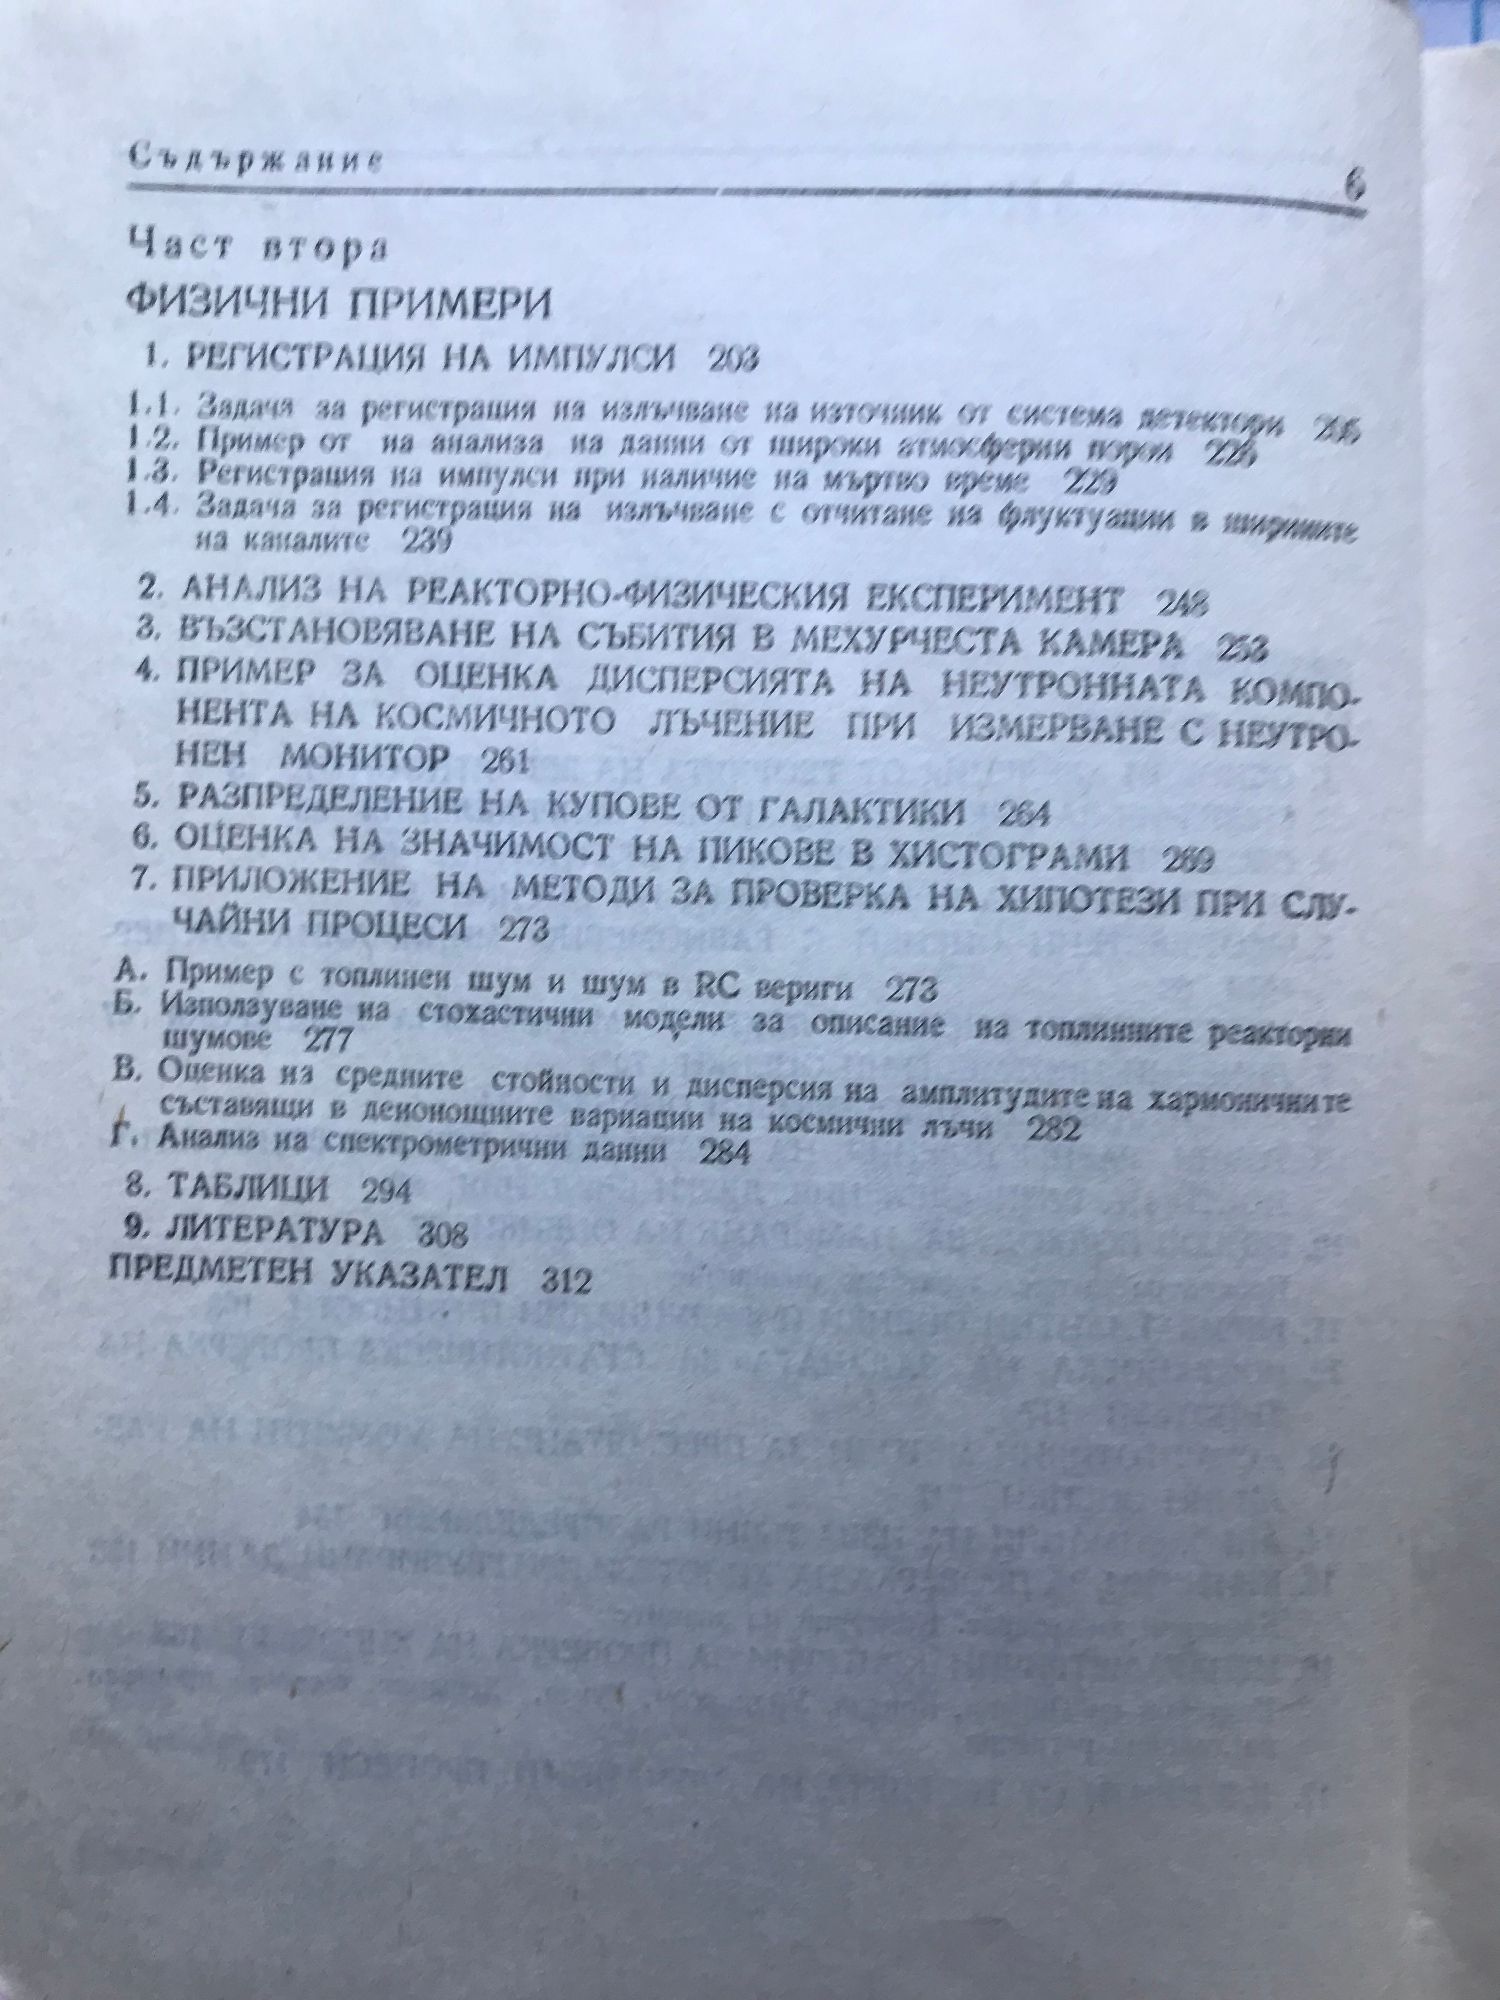 Съдържание
6
Част втора
ФИЗИЧНИ ПРИМЕРИ
1. РЕГИСТРАЦИЯ НА ИМПУЛСИ 203
1.1. Задача за регистрация на излъчване на източник от система детектори
1.2. Пример от на анализа на данни от широки атмосферни порои 226
1.3. Регистрация на импулси при наличие на мъртво време 229
1.4. Задача за регистрация на излъчване с отчитане на флуктуации в ширините
на каналите 239
2. АНАЛИЗ НА РЕАКТОРНО-ФИЗИЧЕСКИЯ ЕКСПЕРИМЕНТ 248
3. ВЪЗСТАНОВЯВАНЕ НА СЪБИТИЯ В МЕХУРЧЕСТА КАМЕРА 253
4. ПРИМЕР ЗА ОЦЕНКА ДИСПЕРСИЯТА НА НЕУТРОННАТА КОМПО-
НЕНТА НА КОСМИЧНОТО ЛЪЧЕНИЕ ПРИ ИЗМЕРВАНЕ С НЕУТРО-
НЕН МОНИТОР 261
5. РАЗПРЕДЕЛЕНИЕ НА КУПОВЕ ОТ ГАЛАКТИКИ 264
6. ОЦЕНКА НА ЗНАЧИМОСТ НА ПИКОВЕ В ХИСТОГРАМИ 269
7. ПРИЛОЖЕНИЕ НА МЕТОДИ ЗА ПРОВЕРКА НА ХИПОТЕЗИ ПРИ СЛУ-
ЧАЙНИ ПРОЦЕСИ 273
А. Пример с топлинен шум и шум в RC вериги 273
Б. Използуване на стохастични модели за описание на топлинните реакторни
шумове 277
В. Оценка на средните стойности и дисперсия на амплитудите на хармоничните
съставящи в денонощните вариации на космични лъчи 282
Г. Анализ на спектрометрични данни 284
8. ТАБЛИЦИ 294
9. ЛИТЕРАТУРА 308
ПРЕДМЕТЕН УКАЗАТЕЛ 312